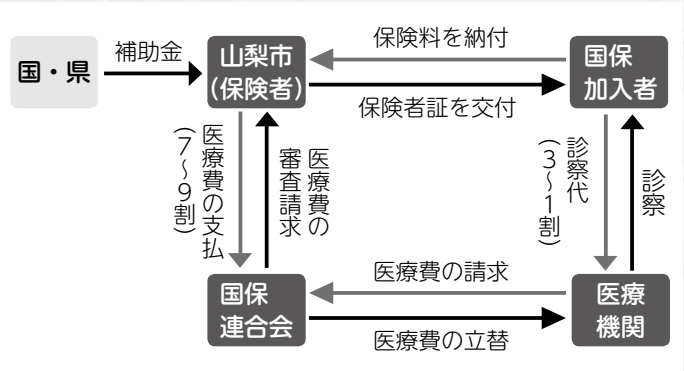 国・県
補助金
山梨市
(保険者)
保険料を納付
保険者証を交付
国保
加入者
医療費の支払
(7〜9割)
医療費の
審査請求
診察代
(3〜1割)
診察
国保
連合会
医療費の請求
医療費の立替
医療
機関